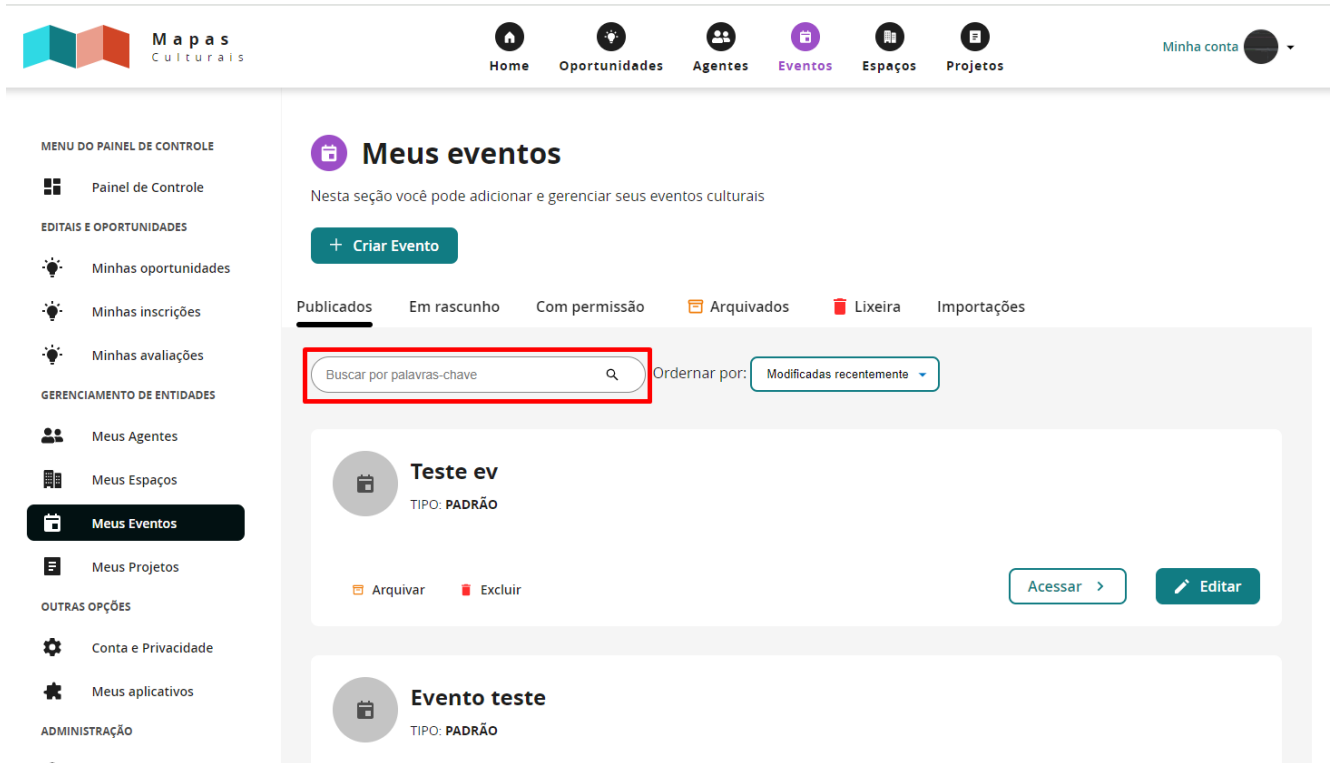 Mapas
Culturais
Home
Oportunidades
Agentes
Eventos
Espaços
Projetos
Minha conta
MENU DO PAINEL DE CONTROLE
Painel de Controle
EDITAIS E OPORTUNIDADES
Minhas oportunidades
Minhas inscrições
Minhas avaliações
GERENCIAMENTO DE ENTIDADES
Meus Agentes
Meus Espaços
Meus Eventos
Meus Projetos
OUTRAS OPÇÕES
Conta e Privacidade
Meus aplicativos
ADMINISTRAÇÃO
Meus eventos
Nesta seção você pode adicionar e gerenciar seus eventos culturais
+ Criar Evento
Publicados
Em rascunho
Com permissão
Arquivados
Lixeira
Importações
Buscar por palavras-chave
Ordernar por:
Modificadas recentemente
Teste ev
TIPO: PADRÃO
Arquivar
Excluir
Acessar >
Editar
Evento teste
TIPO: PADRÃO